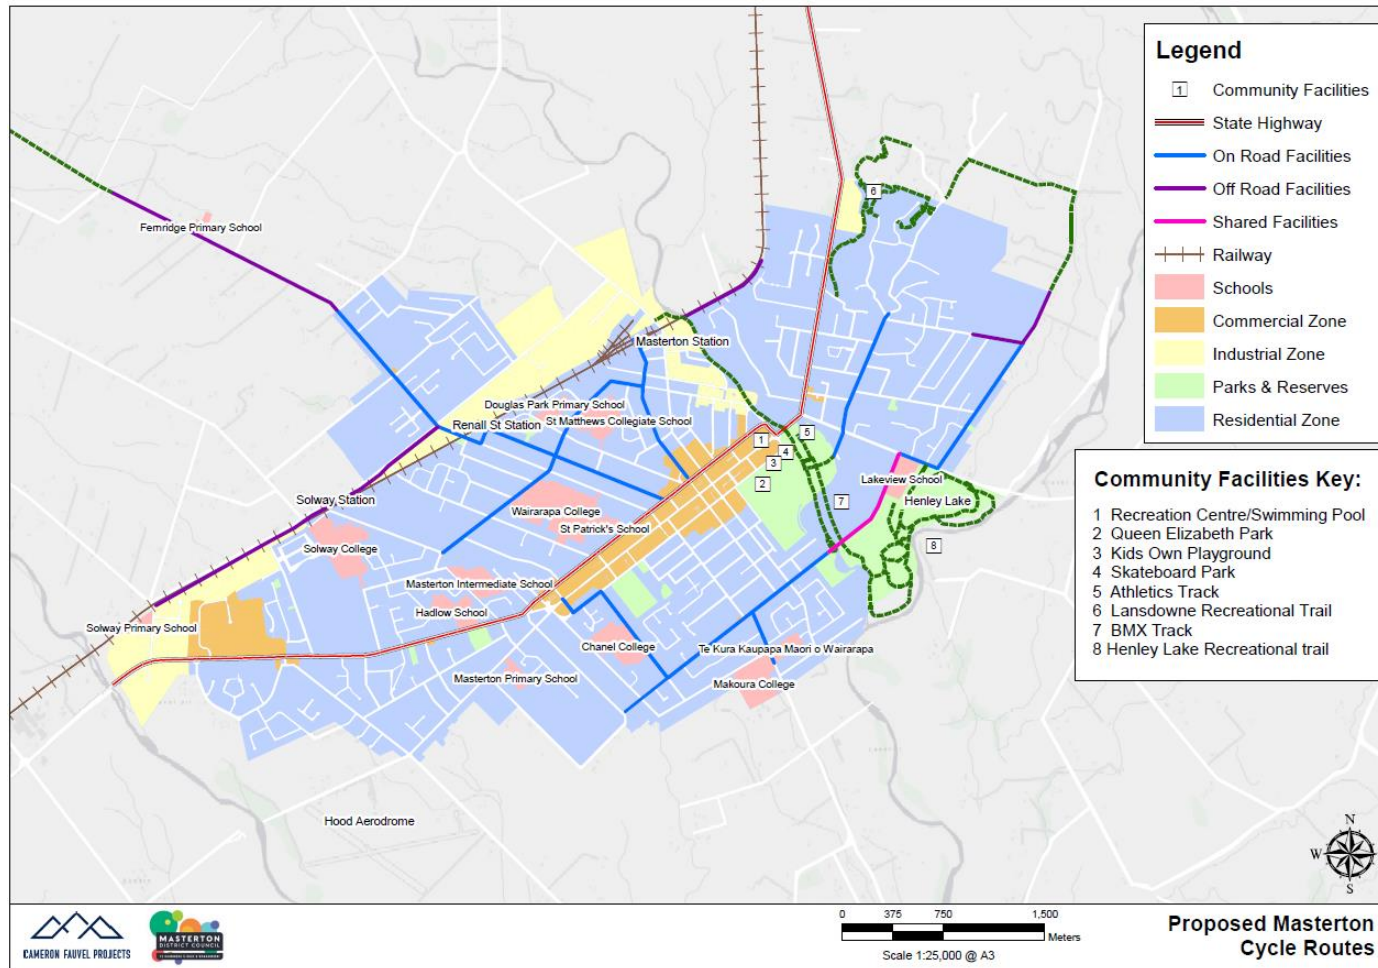 Legend
1 Community Facilities
State Highway
On Road Facilities
Off Road Facilities
Shared Facilities
Railway
Schools
Commercial Zone
Industrial Zone
Parks & Reserves
Residential Zone
Community Facilities Key:
1 Recreation Centre/Swimming Pool
2 Queen Elizabeth Park
3 Kids Own Playground
4 Skateboard Park
5 Athletics Track
6 Lansdowne Recreational Trail
7 BMX Track
8 Henley Lake Recreational trail
6
Fernridge Primary School
Masterton Station
Douglas Park Primary School
St Matthews Collegiate School
Renall St Station
1
5
4
3
2
Lakeview School
Henley Lake
7
8
Solway Station
Wairarapa College
St Patrick's School
Solway College
Masterton Intermediate School
Hadlow School
Solway Primary School
Chanel College
Te Kura Kaupapa Maori o Wairarapa
Masterton Primary School
Makoura College
Hood Aerodrome
N
W
S
CAMERON FAUVEL PROJECTS
MASTERTON
DISTRICT COUNCIL
0 375 750 1,500
Meters
Scale 1:25,000 @ A3
Proposed Masterton
Cycle Routes